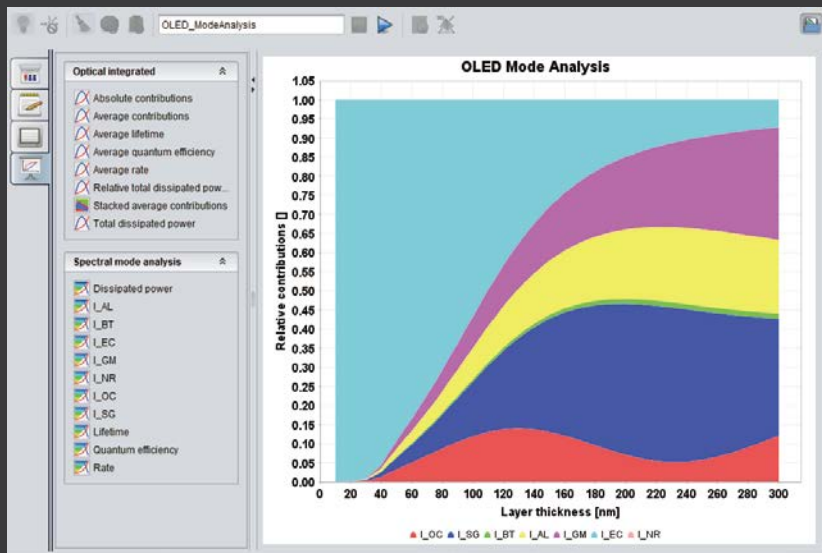 OLED_ModeAnalysis
Optical integrated
Absolute contributions
Average contributions
Average lifetime
Average quantum efficiency
Average rate
Relative total dissipated pow...
Stacked average contributions
Total dissipated power
Spectral mode analysis
Dissipated power
I_AL
I_BT
I_EC
I_GM
I_NR
I_OC
I_SG
Lifetime
Quantum efficiency
Rate
OLED Mode Analysis
Relative contributions []
1.05
1.00
0.95
0.90
0.85
0.80
0.75
0.70
0.65
0.60
0.55
0.50
0.45
0.40
0.35
0.30
0.25
0.20
0.15
0.10
0.05
0.00
0 20 40 60 80 100 120 140 160 180 200 220 240 260 280 300
Layer thickness [nm]
I_OC I_SG I_BT I_AL I_GM I_EC I_NR